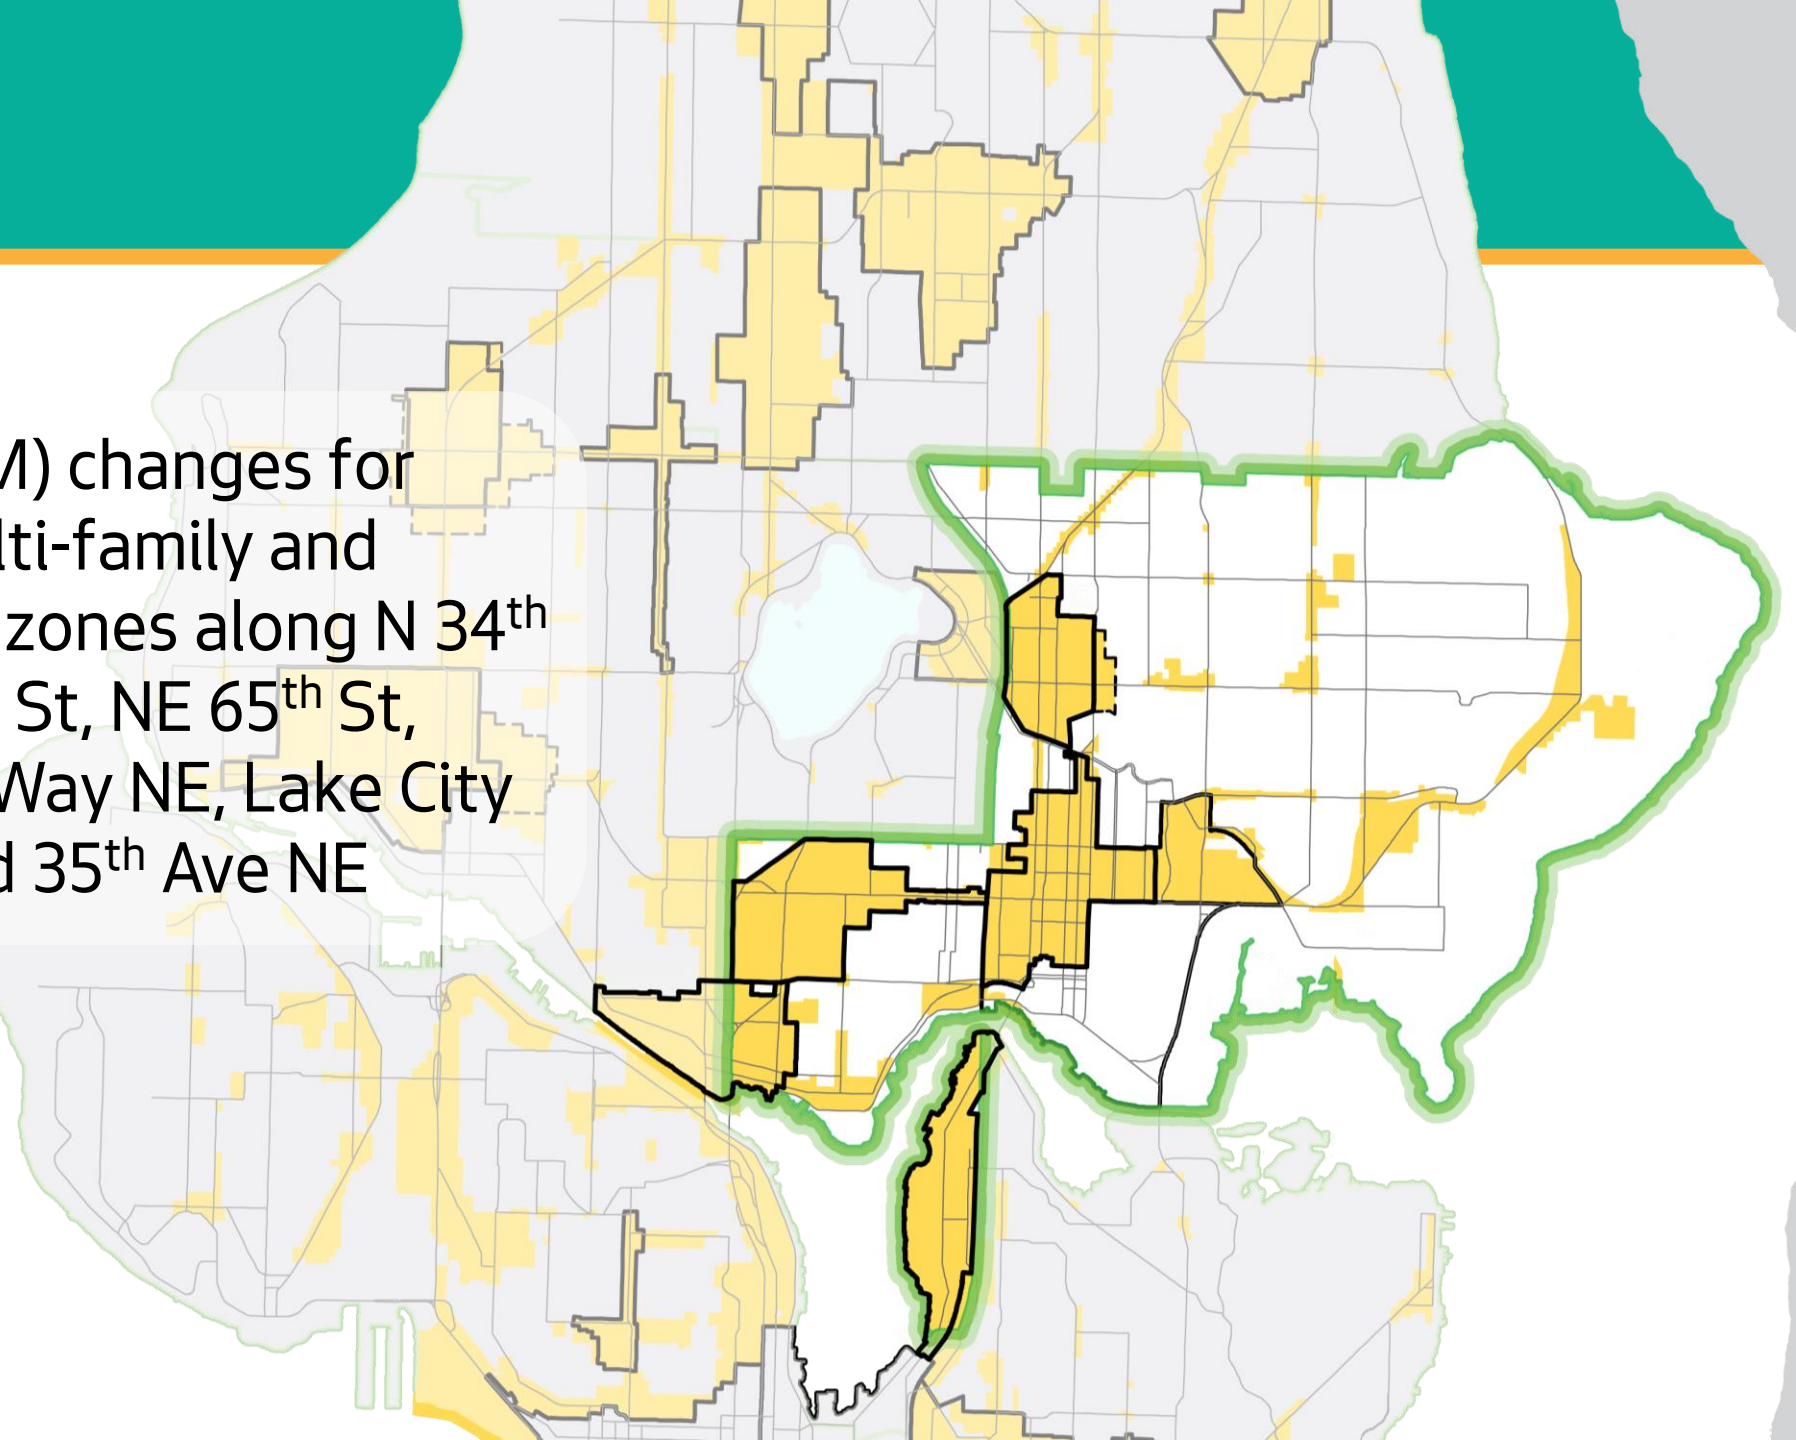 M) changes for
lti-family and
zones along N 34th
St, NE 65th St,
Way NE, Lake City
d 35th Ave NE